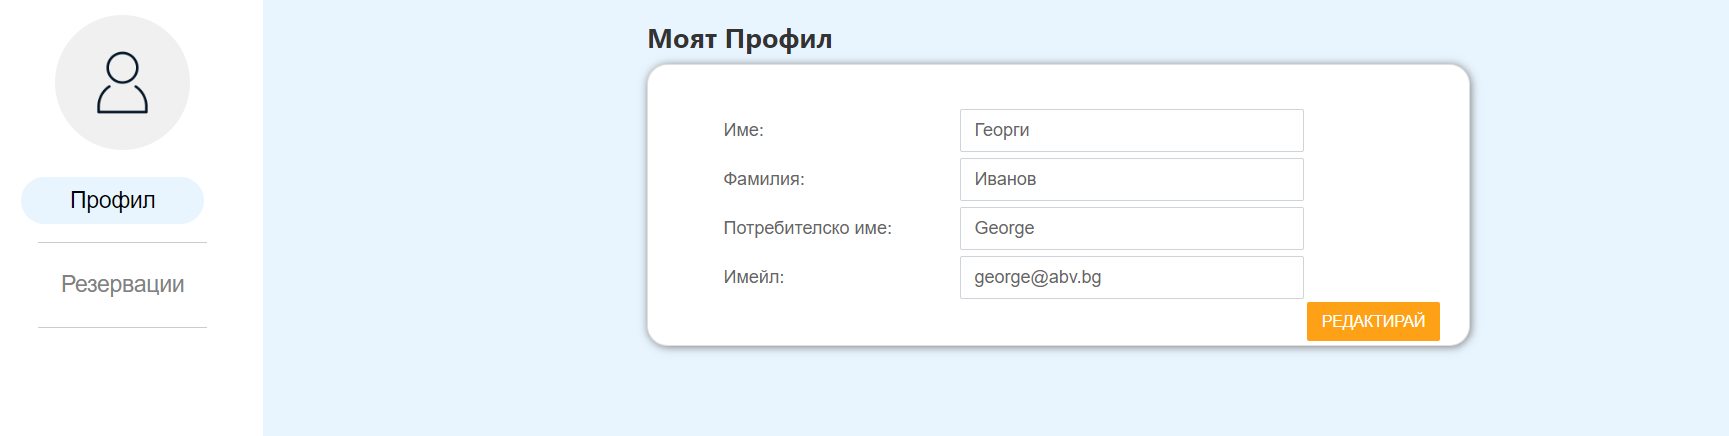 Профил
Резервации
Моят Профил
Име: Георги
Фамилия: Иванов
Потребителско име: George
Имейл: george@abv.bg
РЕДАКТИРАЙ